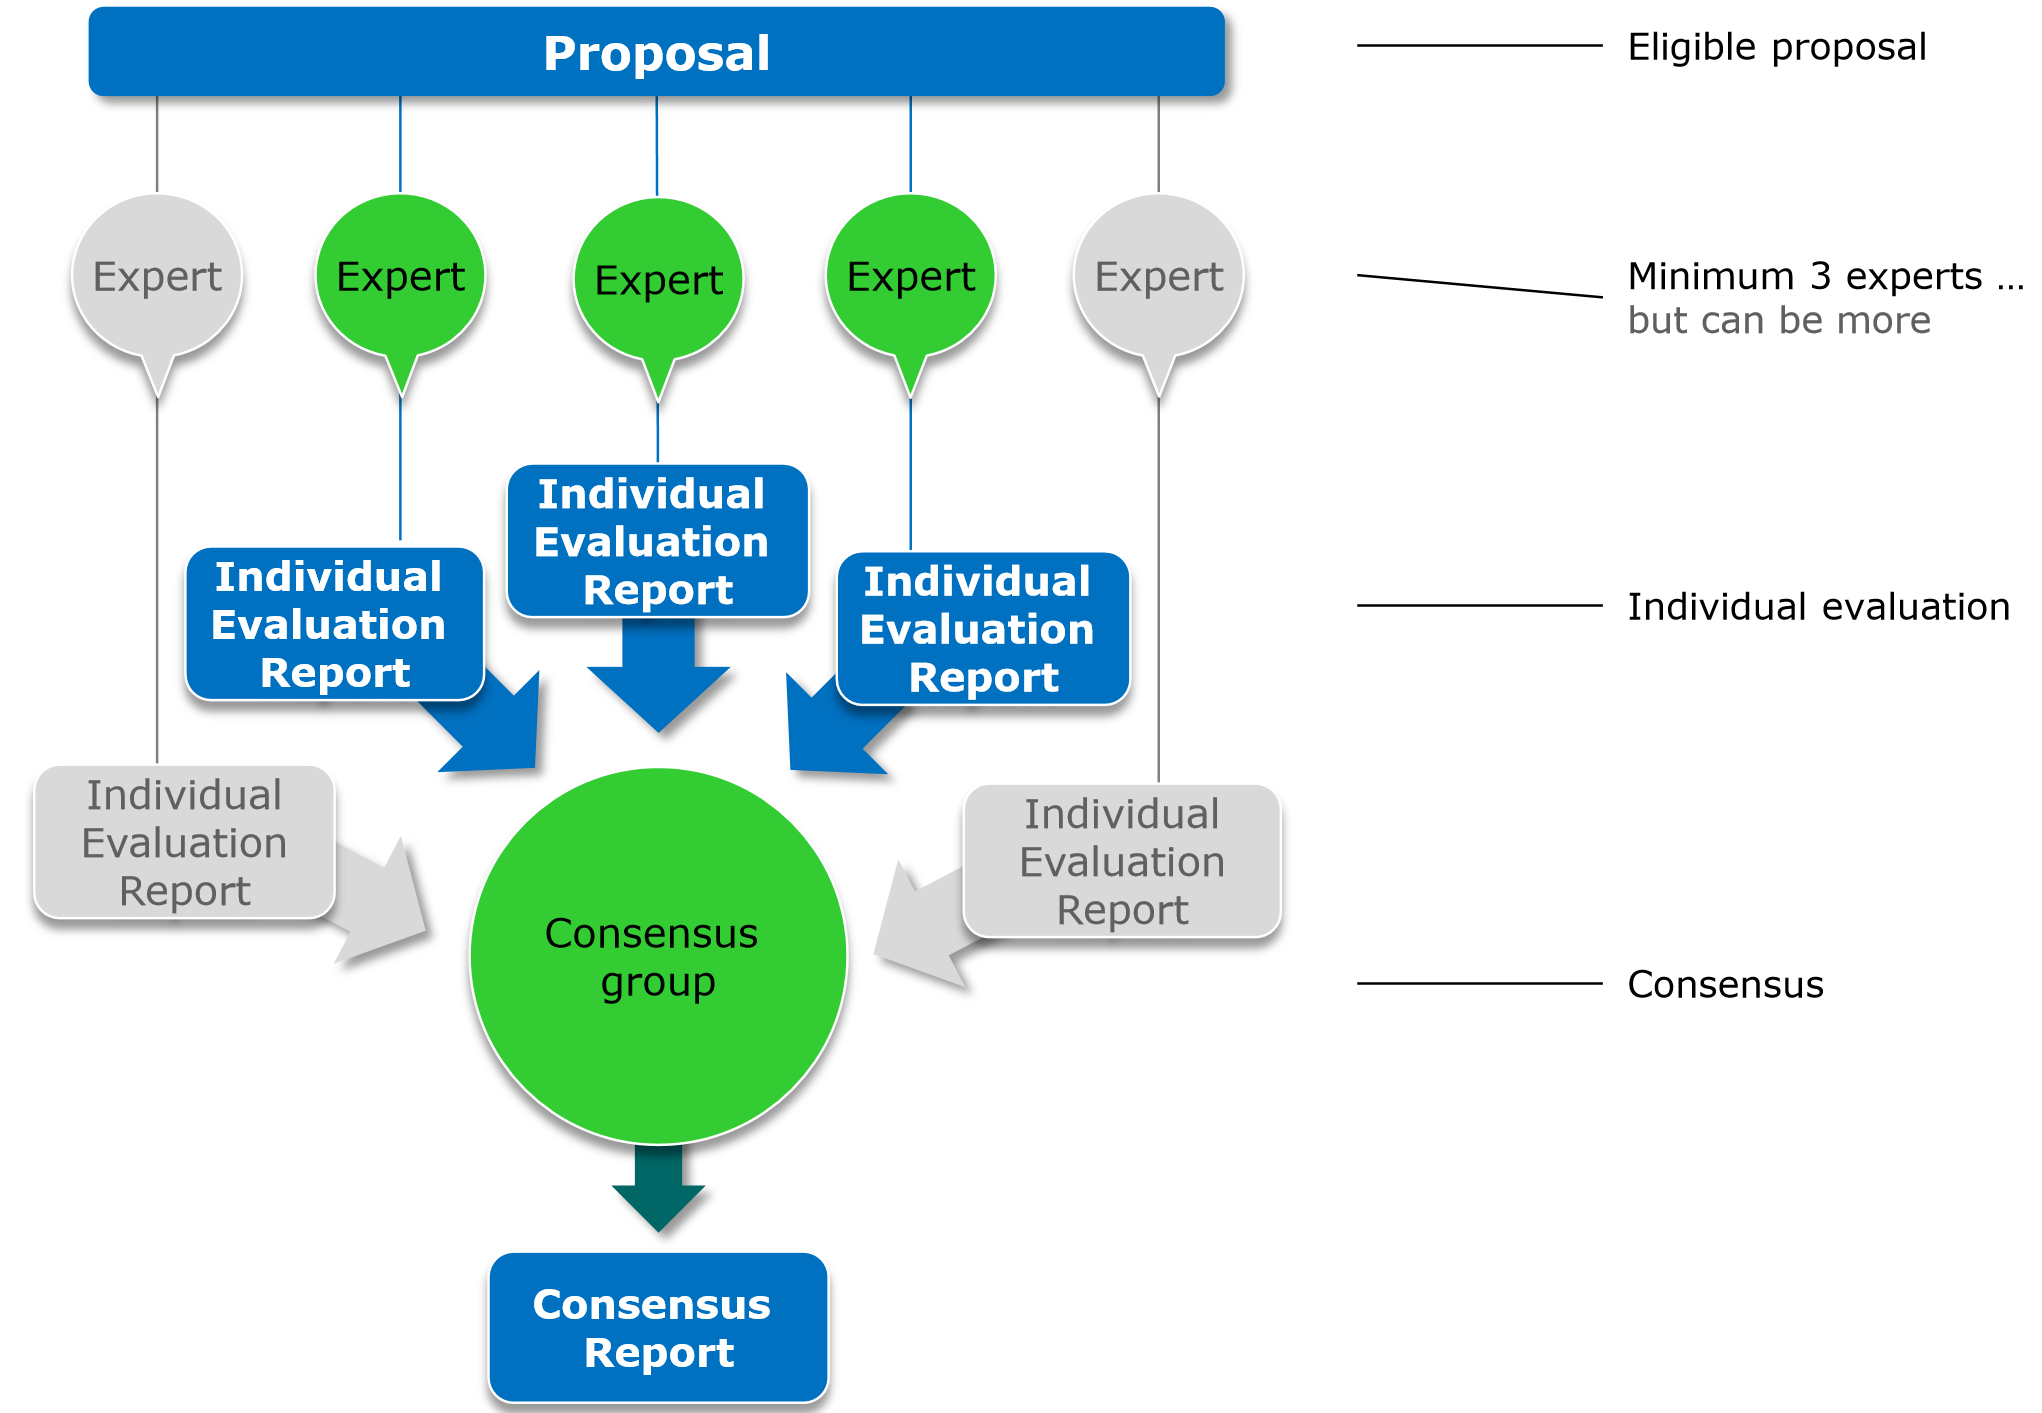 Proposal
Eligible proposal
Expert
Expert
Expert
Expert
Expert
Minimum 3 experts ...
but can be more
Individual
Evaluation
Report
Individual
Evaluation
Report
Individual
Evaluation
Report
Individual evaluation
Individual
Evaluation
Report
Individual
Evaluation
Report
Consensus
group
Consensus
Consensus
Report